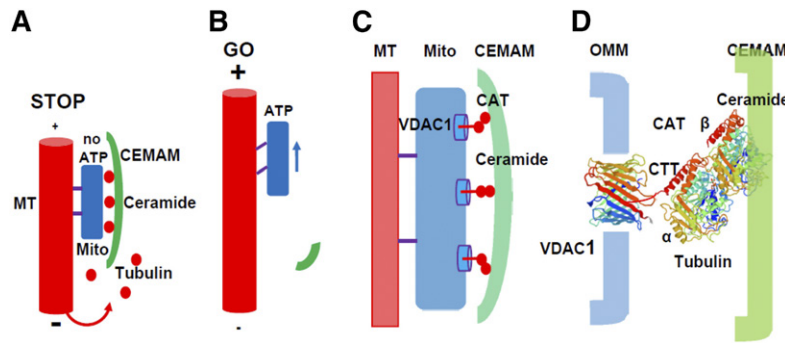 A
STOP
+
no
ATP
CEMAM
MT
Ceramide
Mito
Tubulin
-
B
GO
+
ATP
-
C
MT Mito CEMAM
CAT
VDAC1
Ceramide
D
OMM CEMAM
Ceramide
CAT β
CTT
VDAC1
α
Tubulin